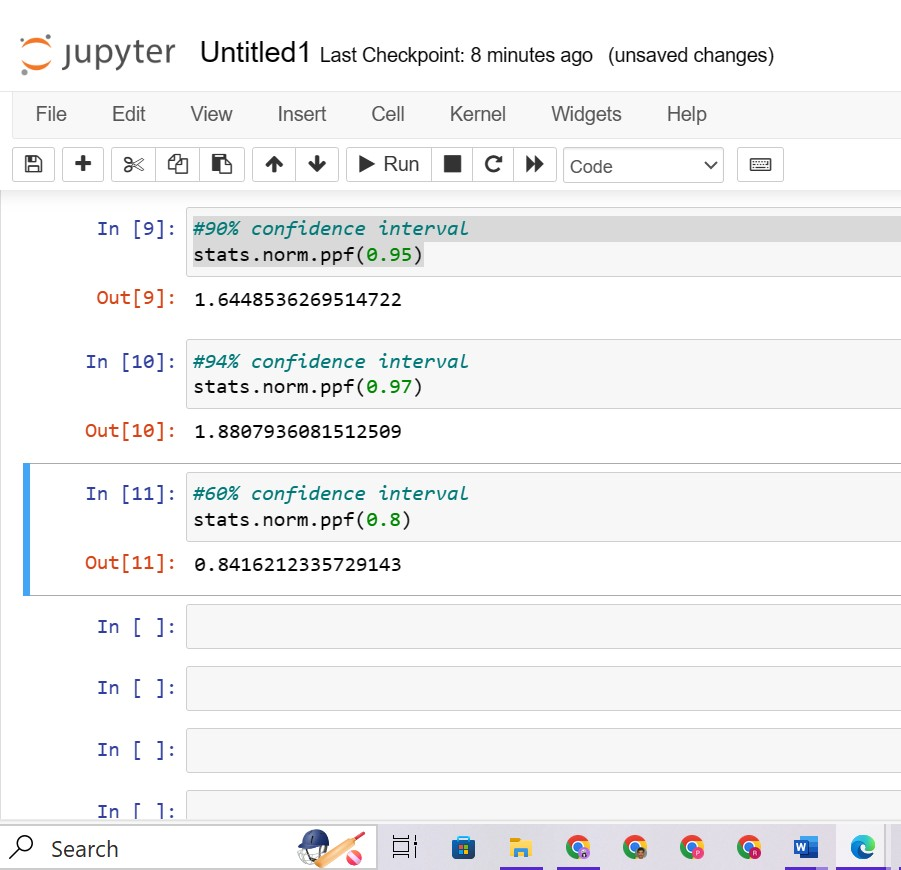 jupyter Untitled1 Last Checkpoint: 8 minutes ago (unsaved changes)
File Edit View Insert Cell Kernel Widgets Help
Run Code
In [9]: #90% confidence interval
stats.norm.ppf(0.95)
Out[9]: 1.6448536269514722
In [10]: #94% confidence interval
stats.norm.ppf(0.97)
Out[10]: 1.8807936081512509
In [11]: #60% confidence interval
stats.norm.ppf(0.8)
Out[11]: 0.8416212335729143
In [ ]:
In [ ]:
In [ ]:
In [ ]:
Search